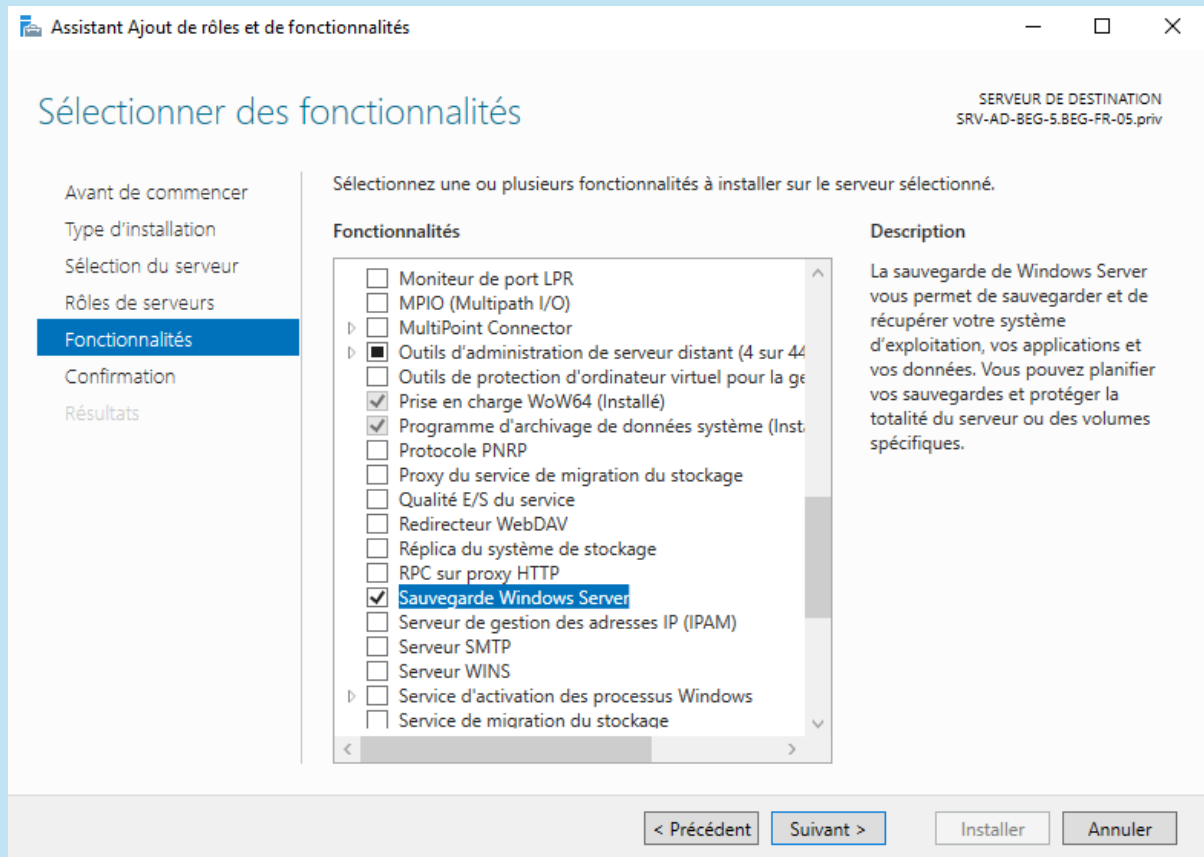 Assistant Ajout de rôles et de fonctionnalités
Sélectionner des fonctionnalités
SERVEUR DE DESTINATION
SRV-AD-BEG-5.BEG-FR-05.priv
Avant de commencer
Type d'installation
Sélection du serveur
Rôles de serveurs
Fonctionnalités
Confirmation
Résultats
Sélectionnez une ou plusieurs fonctionnalités à installer sur le serveur sélectionné.
Fonctionnalités
Moniteur de port LPR
MPIO (Multipath I/O)
MultiPoint Connector
Outils d'administration de serveur distant (4 sur 44
Outils de protection d'ordinateur virtuel pour la ge
Prise en charge WoW64 (Installé)
Programme d'archivage de données système (Insta
Protocole PNRP
Proxy du service de migration du stockage
Qualité E/S du service
Redirecteur WebDAV
Réplica du système de stockage
RPC sur proxy HTTP
Sauvegarde Windows Server
Serveur de gestion des adresses IP (IPAM)
Serveur SMTP
Serveur WINS
Service d'activation des processus Windows
Service de migration du stockage
Description
La sauvegarde de Windows Server
vous permet de sauvegarder et de
récupérer votre système
d'exploitation, vos applications et
vos données. Vous pouvez planifier
vos sauvegardes et protéger la
totalité du serveur ou des volumes
spécifiques.
< Précédent
Suivant >
Installer
Annuler